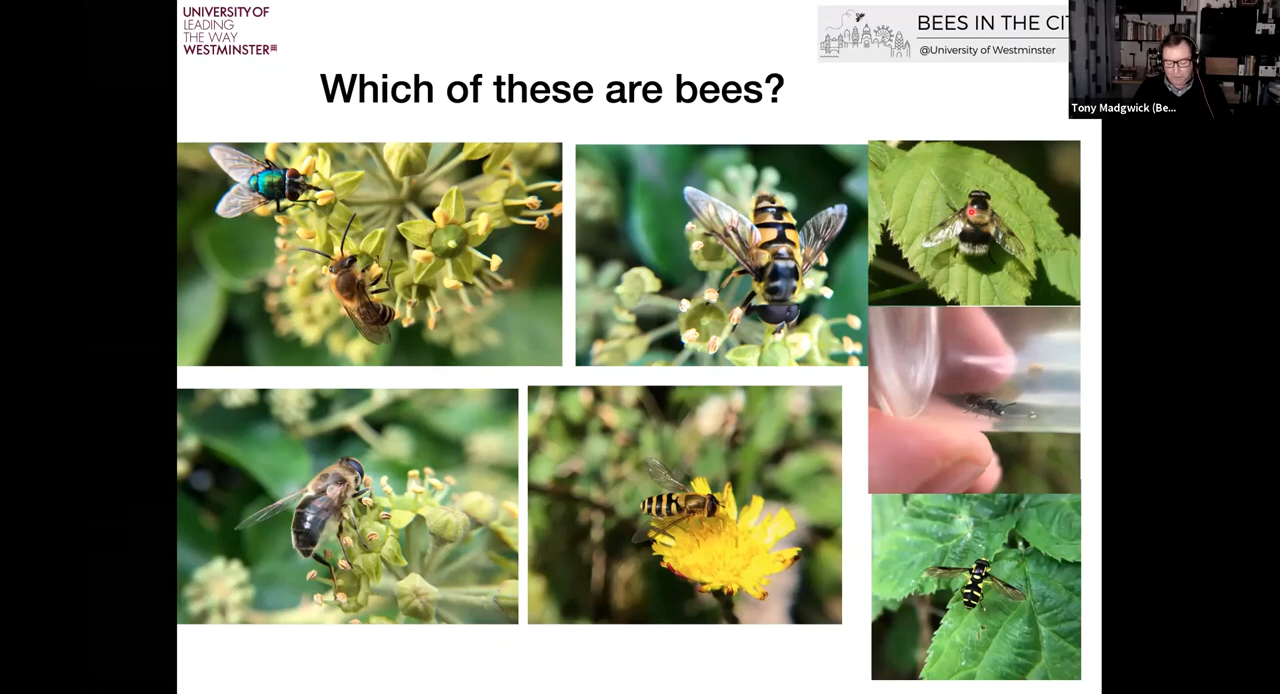 UNIVERSITY OF
LEADING
THE WAY
WESTMINSTER
BEES IN THE CIT
@University of Westminster
Which of these are bees?
Tony Madgwick (Be...